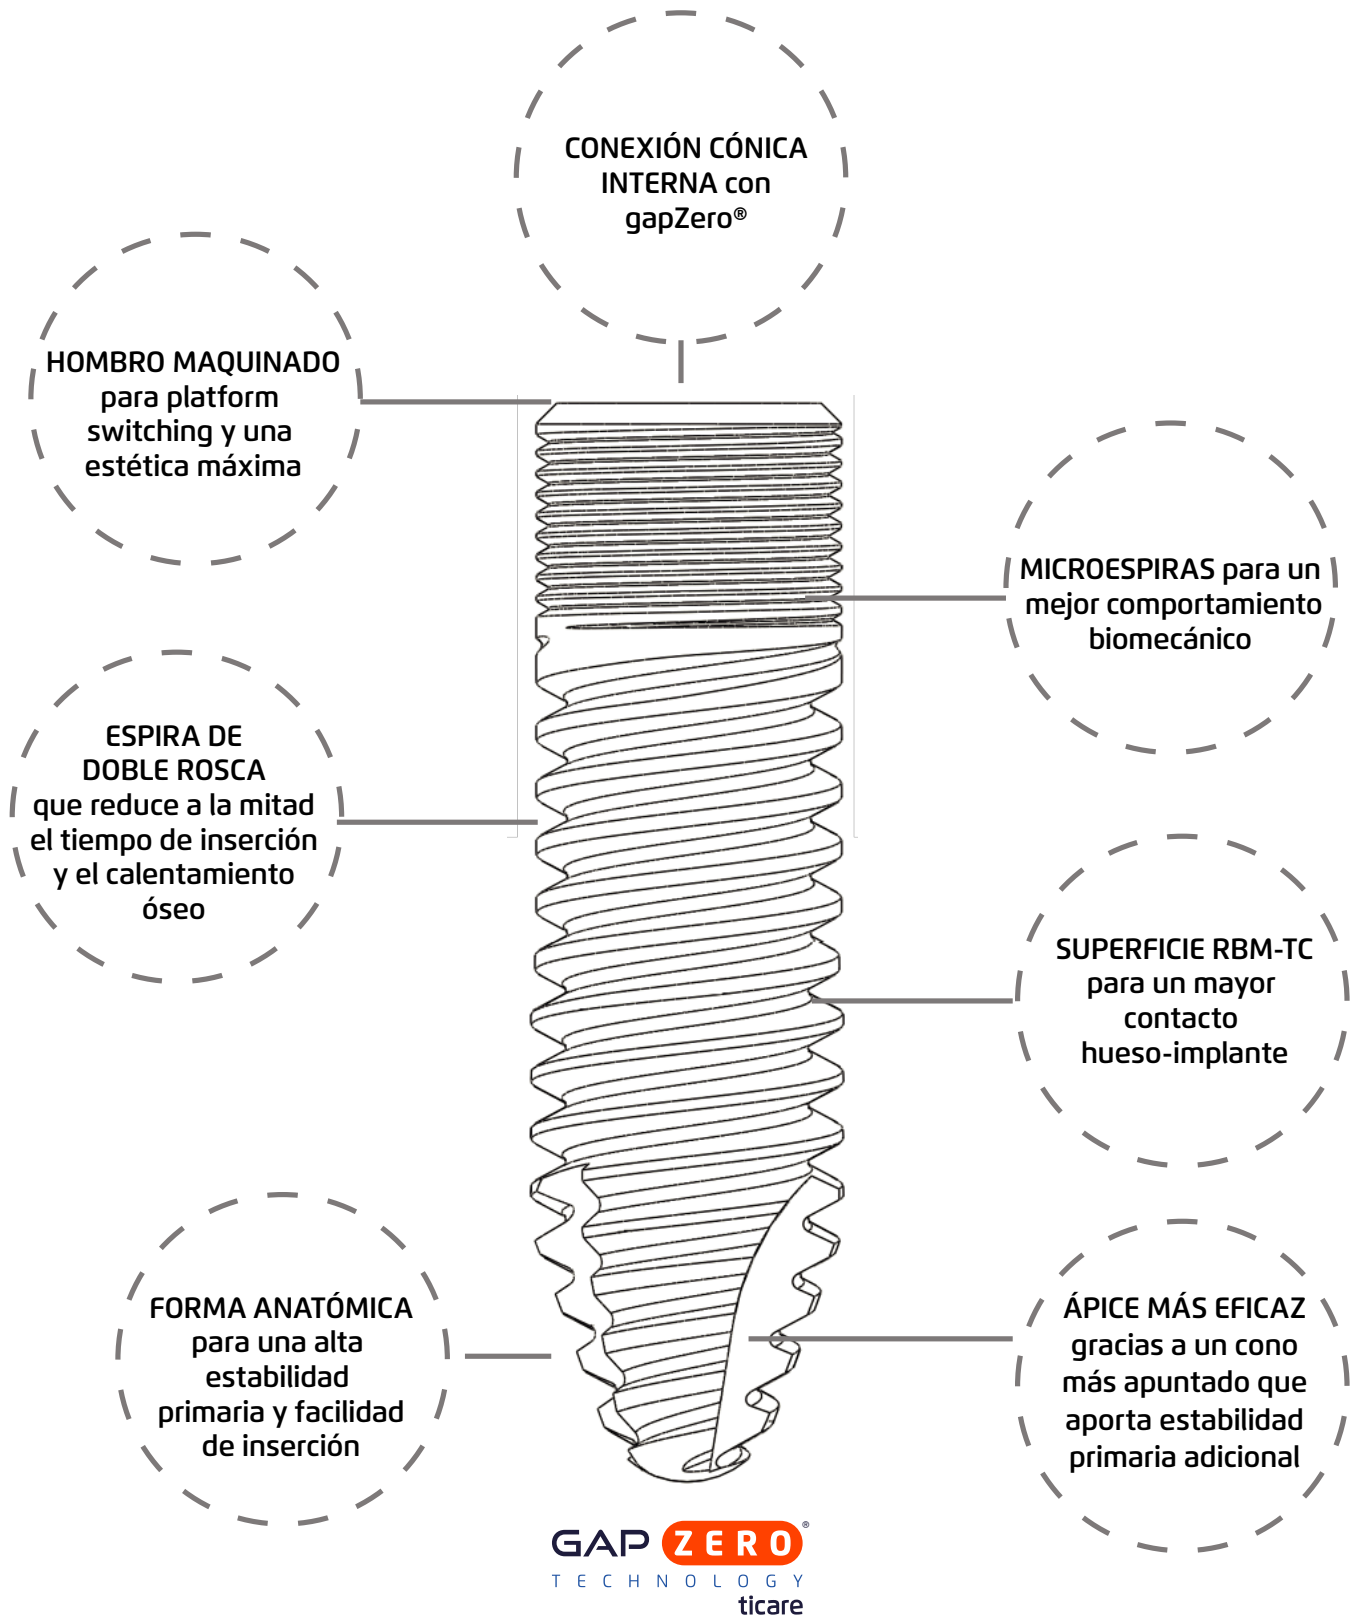 CONEXIÓN CÓNICA
INTERNA con
gapZero®
HOMBRO MAQUINADO
para platform
switching y una
estética máxima
MICROESPIRAS para un
mejor comportamiento
biomecánico
ESPIRA DE
DOBLE ROSCA
que reduce a la mitad
el tiempo de inserción
y el calentamiento
óseo
SUPERFICIE RBM-TC
para un mayor
contacto
hueso-implante
FORMA ANATÓMICA
para una alta
estabilidad
primaria y facilidad
de inserción
ÁPICE MÁS EFICAZ
gracias a un cono
más apuntado que
aporta estabilidad
primaria adicional
GAP ZERO®
TECHNOLOGY
ticare